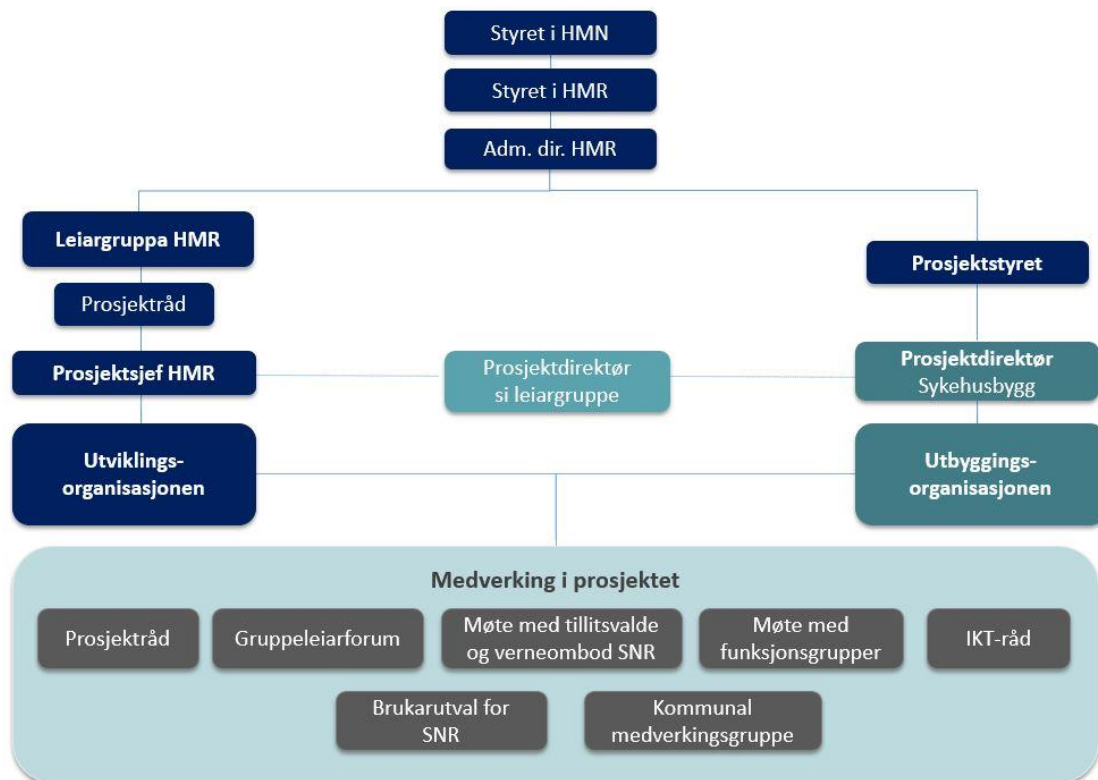 Styret i HMN
Styret i HMR
Adm. dir. HMR
Leiargruppa HMR
Prosjektstyret
Prosjektråd
Prosjektsjef HMR
Prosjektdirektør
si leiargruppe
Prosjektdirektør
Sykehusbygg
Utviklings-
organisasjonen
Utbyggings-
organisasjonen
Medverking i prosjektet
Prosjektråd
Gruppeleiarforum
Møte med tillitsvalde
og verneombod SNR
Møte med
funksjonsgrupper
IKT-råd
Brukarutval for
SNR
Kommunal
medverkingsgruppe